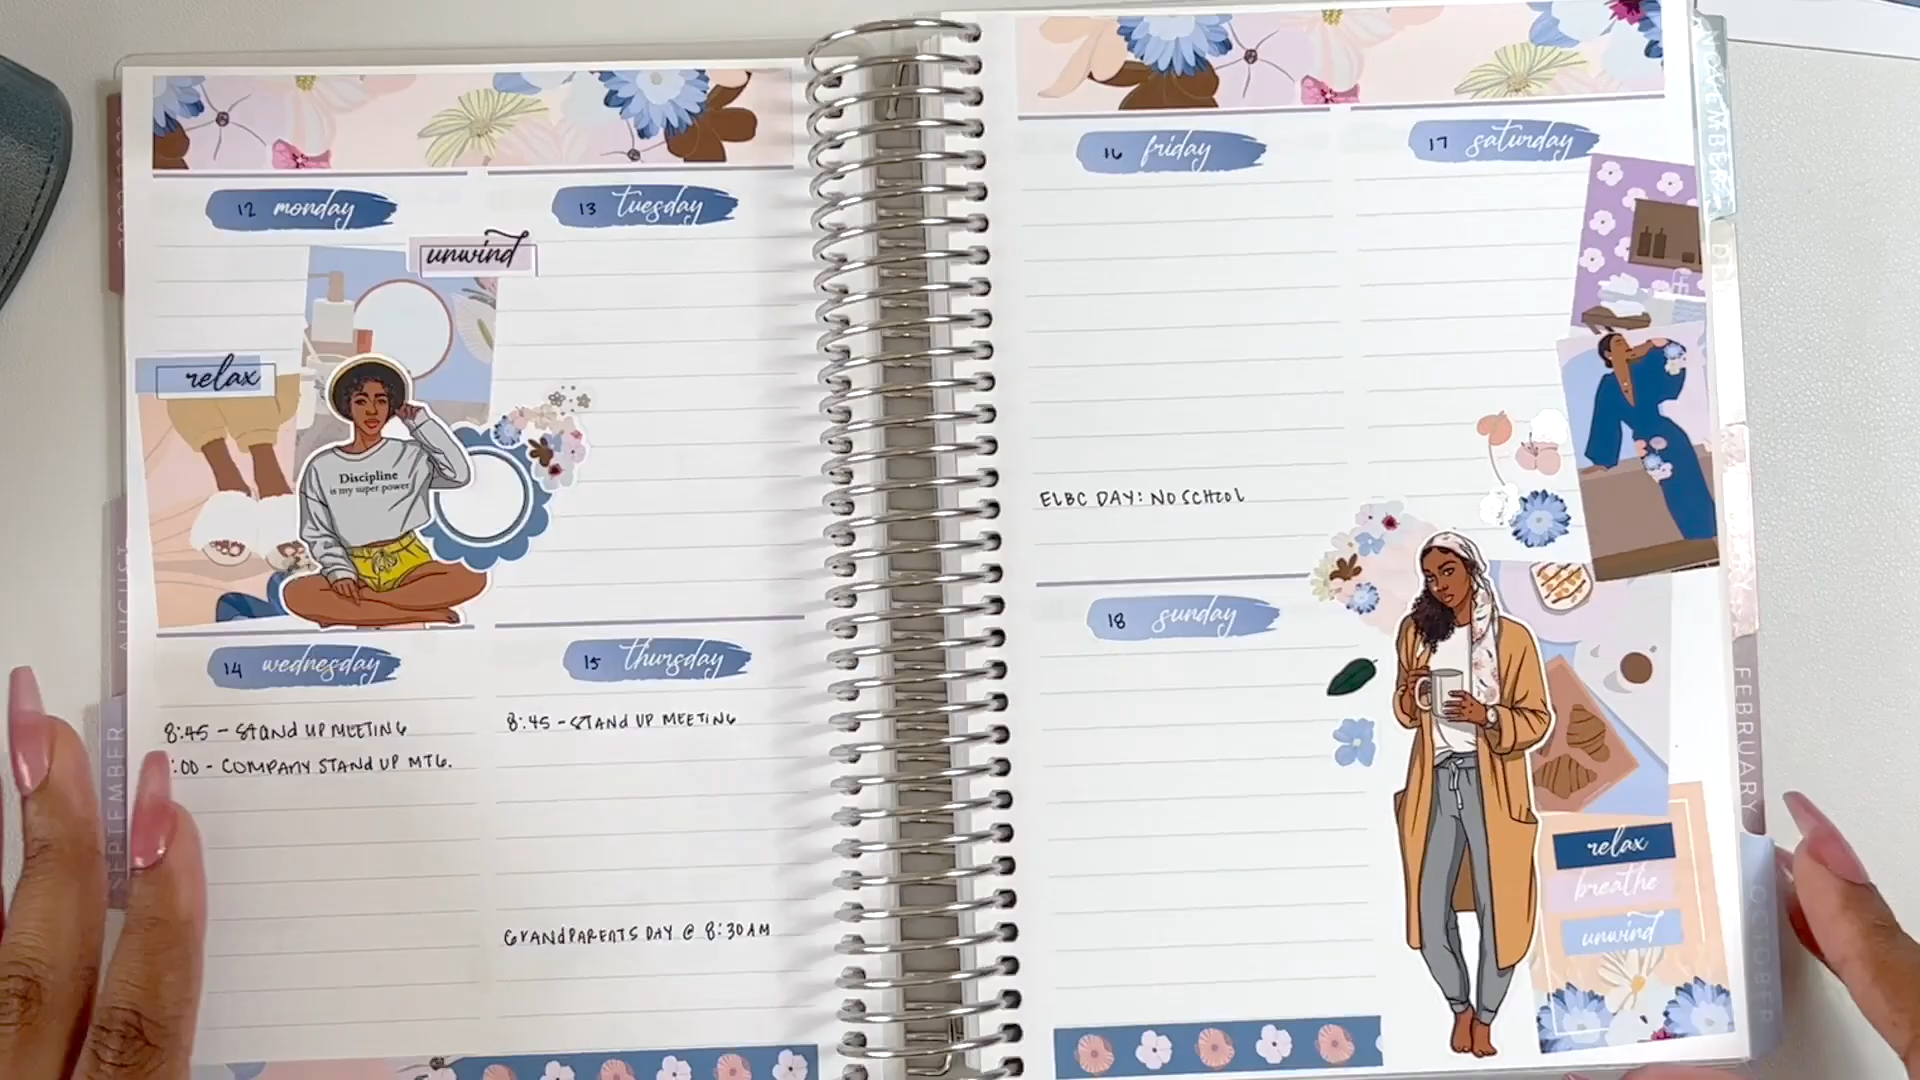 12 monday
13 tuesday
unwind
relax
Discipline
is my super power
14 wednesday
8:45 - STANd UP MEETING
:00 - COMPANY STANd UP MTG.
15 thursday
8:45 - STANd UP MEETING
GRANdPARENTS DAY @ 8:30AM
16 friday
ELBC DAY: NO SCHOOL
17 saturday
18 sunday
relax
breathe
unwind
AUGUST
SEPTEMBER
NOVEMBER
FEBRUARY
OCTOBER